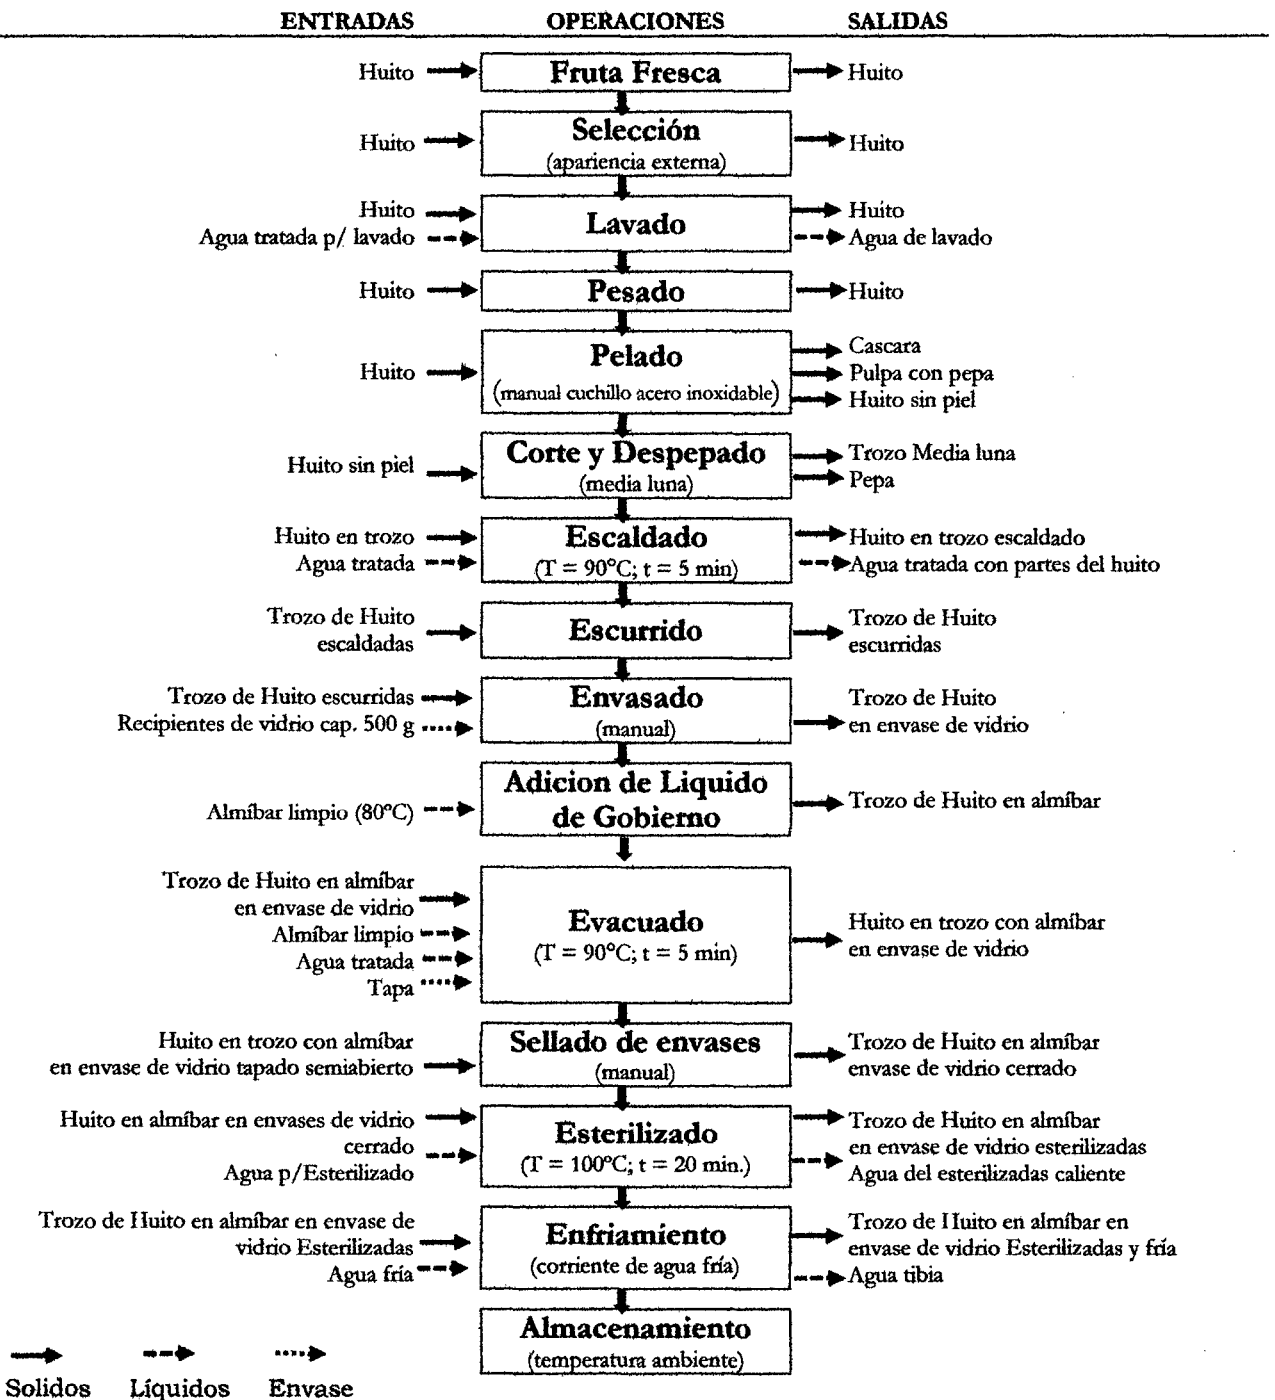 ENTRADAS OPERACIONES SALIDAS
Huito Fruta Fresca Huito
Selección
Huito (apariencia externa) Huito
Huito Lavado Huito
Agua tratada p/ lavado Agua de lavado
Huito Pesado Huito
Pelado Cascara
Huito Pulpa con pepa
(manual cuchillo acero inoxidable) Huito sin piel
Huito sin piel Corte y Despepado Trozo Media luna
(media luna) Pepa
Huito en trozo Escaldado Huito en trozo escaldado
Agua tratada (T = 90°C; t = 5 min) Agua tratada con partes del huito
Trozo de Huito Escurrido Trozo de Huito
escaldadas escurridas
Trozo de Huito escurridas Envasado Trozo de Huito
Recipientes de vidrio cap. 500 g (manual) en envase de vidrio
Adicion de Liquido
Almíbar limpio (80°C) de Gobierno Trozo de Huito en almíbar
Trozo de Huito en almíbar
en envase de vidrio Evacuado Huito en trozo con almíbar
Almíbar limpio (T = 90°C; t = 5 min) en envase de vidrio
Agua tratada
Tapa
Huito en trozo con almíbar Sellado de envases Trozo de Huito en almíbar
en envase de vidrio tapado semiabierto (manual) envase de vidrio cerrado
Huito en almíbar en envases de vidrio Esterilizado Trozo de Huito en almíbar
cerrado en envase de vidrio esterilizadas
Agua p/Esterilizado (T = 100°C; t = 20 min.) Agua del esterilizadas caliente
Trozo de Huito en almíbar en envase de Enfriamiento Trozo de Huito en almíbar en
vidrio Esterilizadas envase de vidrio Esterilizadas y fría
Agua fría (corriente de agua fría) Agua tibia
Almacenamiento
(temperatura ambiente)
Solidos Líquidos Envase